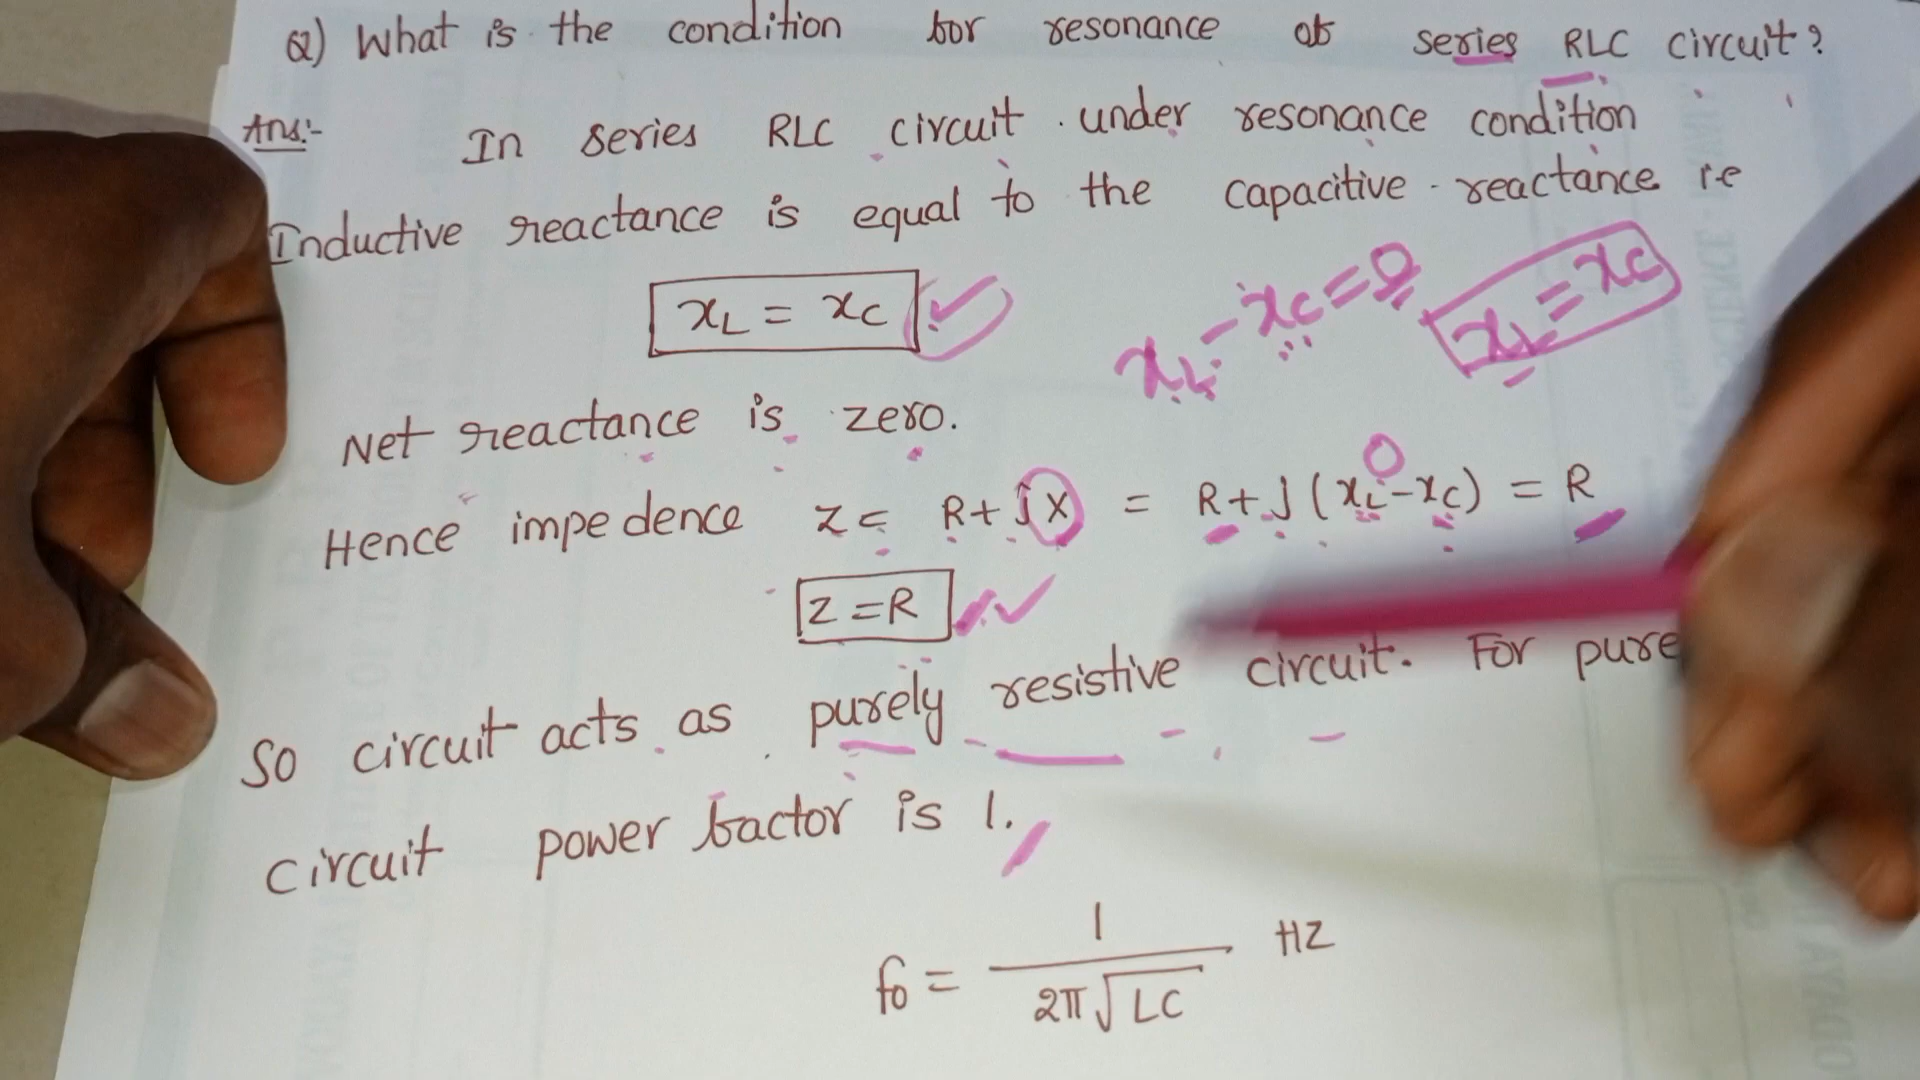 Q) What is the condition for resonance of series RLC circuit?
Ans:- In series RLC circuit under resonance condition
Inductive reactance is equal to the capacitive reactance i.e
XL = XC
XL - XC = 0 XL = XC
Net reactance is zero.
0
Hence impedence Z = R + jX = R + J (XL - XC) = R
Z = R
So circuit acts as purely resistive circuit. For pure
circuit power factor is 1.
f0 = 1 / 2π√LC HZ